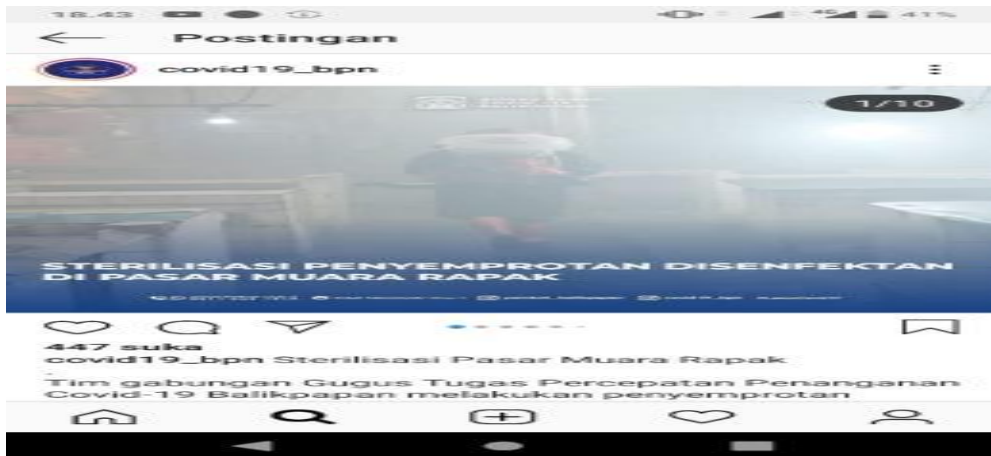 18.43
4G
41%
Postingan
covid19_bpn
1/10
STERILISASI PENYEMPROTAN DISENFEKTAN
DI PASAR MUARA RAPAK
447 suka
covid19_bpn Sterilisasi Pasar Muara Rapak
.
Tim gabungan Gugus Tugas Percepatan Penanganan
Covid-19 Balikpapan melakukan penyemprotan